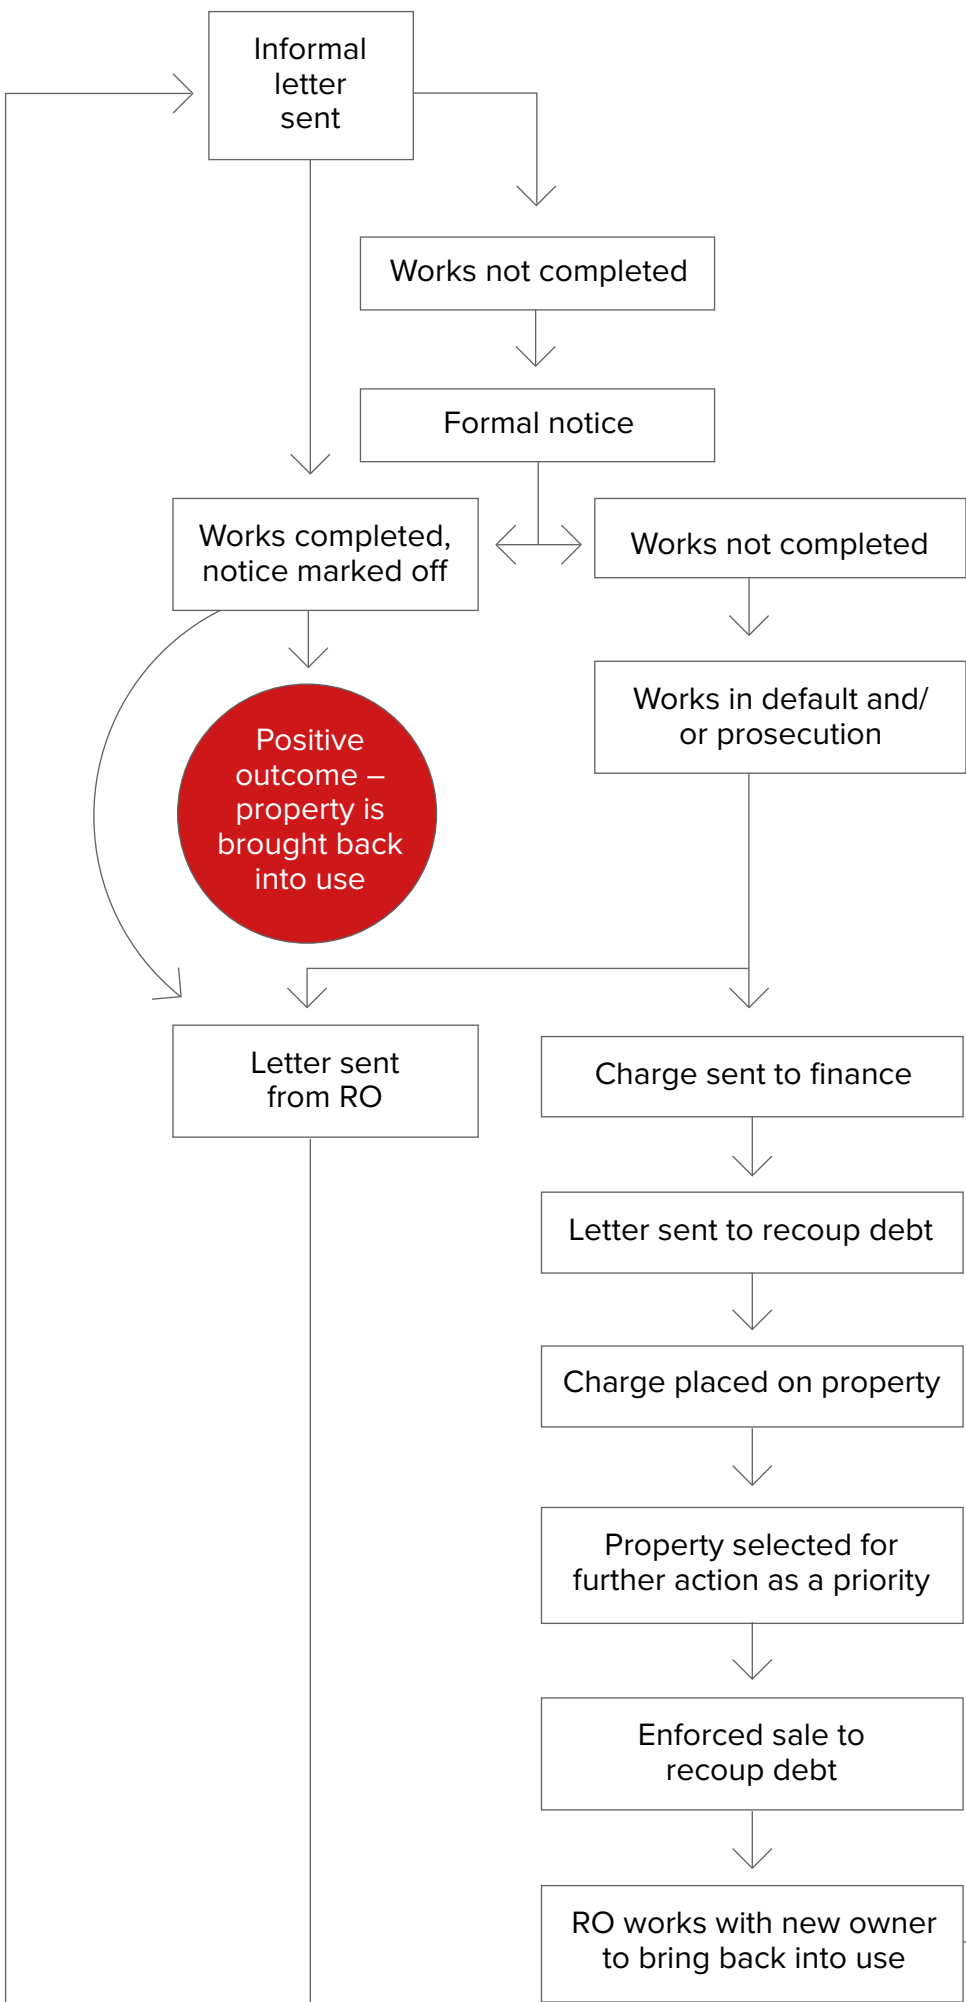 Informal
letter
sent
Works not completed
Formal notice
Works completed,
notice marked off
Works not completed
Positive
outcome –
property is
brought back
into use
Works in default and/
or prosecution
Letter sent
from RO
Charge sent to finance
Letter sent to recoup debt
Charge placed on property
Property selected for
further action as a priority
Enforced sale to
recoup debt
RO works with new owner
to bring back into use